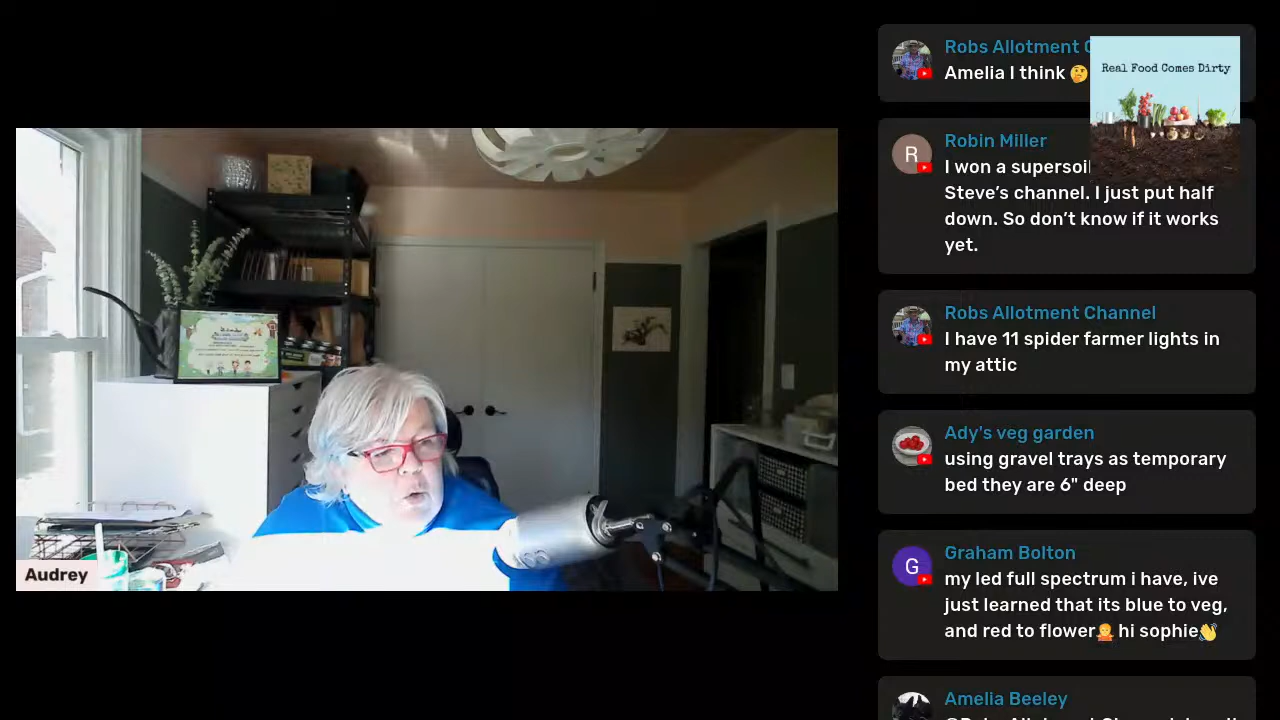 Robs Allotment C
Amelia I think 🤔
Real Food Comes Dirty
Robin Miller
R
I won a supersoil
Steve’s channel. I just put half
down. So don’t know if it works
yet.
Robs Allotment Channel
I have 11 spider farmer lights in
my attic
Ady's veg garden
using gravel trays as temporary
bed they are 6" deep
Graham Bolton
G
my led full spectrum i have, ive
just learned that its blue to veg,
and red to flower🤷 hi sophie👋
Amelia Beeley
Audrey